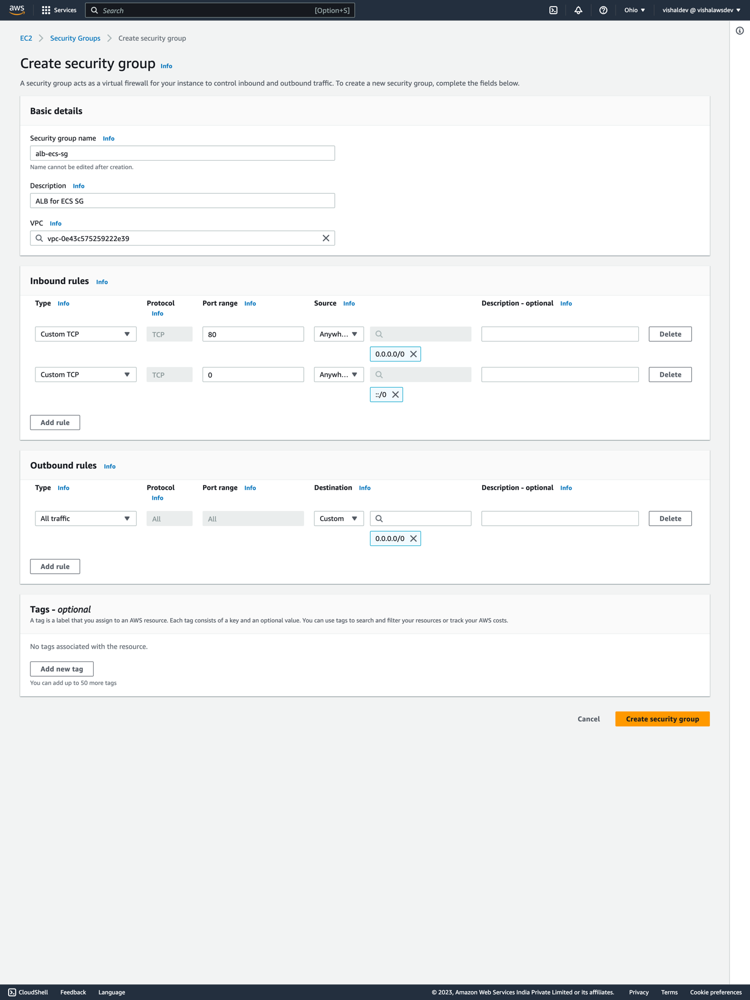 aws Services Search [Option+S] Ohio vishaldev @ vishalawsdev
EC2 Security Groups Create security group
Create security group Info
A security group acts as a virtual firewall for your instance to control inbound and outbound traffic. To create a new security group, complete the fields below.
Basic details
Security group name Info
alb-ecs-sg
Name cannot be edited after creation.
Description Info
ALB for ECS SG
VPC Info
vpc-0e43c575259222e39
Inbound rules Info
Type Info Protocol Info Port range Info Source Info Description - optional Info
Custom TCP TCP 80 Anywh... Delete
0.0.0.0/0
Custom TCP TCP 0 Anywh... Delete
::/0
Add rule
Outbound rules Info
Type Info Protocol Info Port range Info Destination Info Description - optional Info
All traffic All All Custom Delete
0.0.0.0/0
Add rule
Tags - optional
A tag is a label that you assign to an AWS resource. Each tag consists of a key and an optional value. You can use tags to search and filter your resources or track your AWS costs.
No tags associated with the resource.
Add new tag
You can add up to 50 more tags
Cancel Create security group
CloudShell Feedback Language © 2023, Amazon Web Services India Private Limited or its affiliates. Privacy Terms Cookie preferences